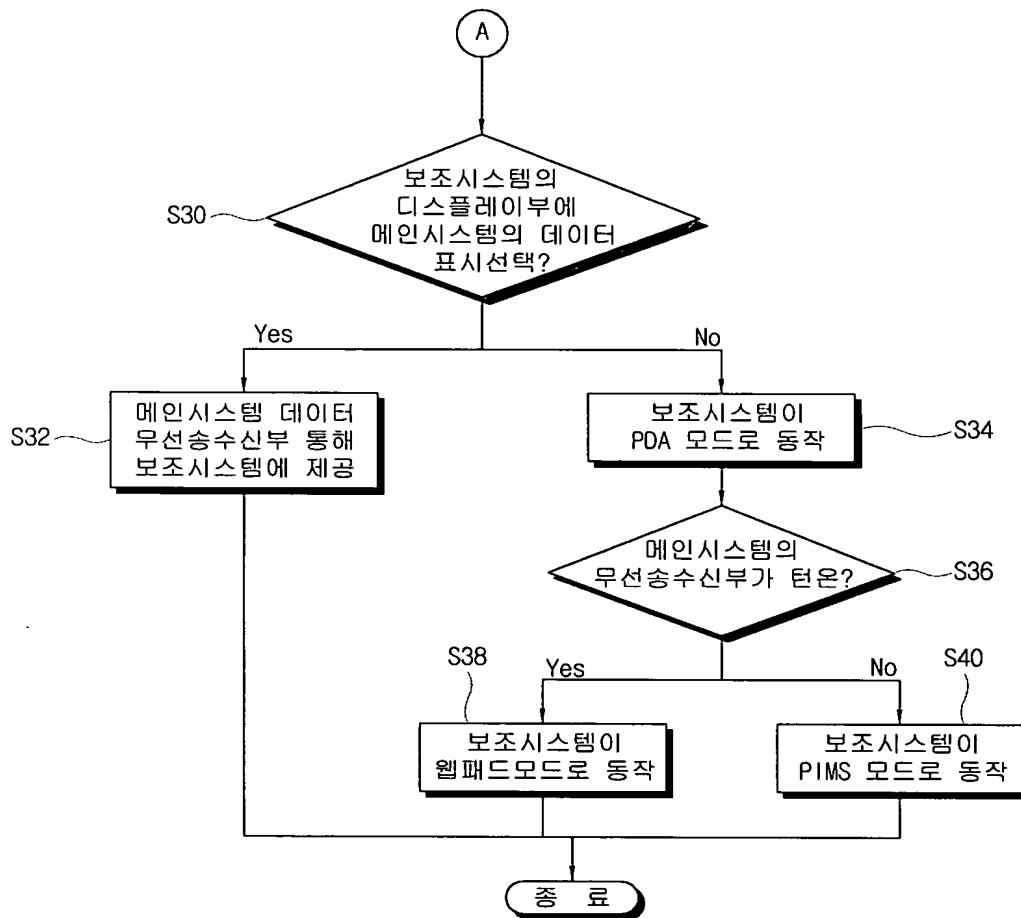 A
보조시스템의
디스플레이부에
메인시스템의 데이터
표시선택?
S30
Yes
No
메인시스템 데이터
무선송수신부 통해
보조시스템에 제공
S32
보조시스템이
PDA 모드로 동작
S34
메인시스템의
무선송수신부가 턴온?
S36
Yes
No
S38
S40
보조시스템이
웹패드모드로 동작
보조시스템이
PIMS 모드로 동작
종 료